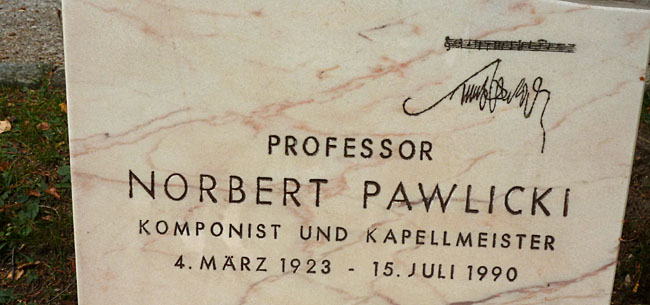 PROFESSOR
NORBERT PAWLICKI
KOMPONIST UND KAPELLMEISTER
4. MÄRZ 1923 - 15. JULI 1990